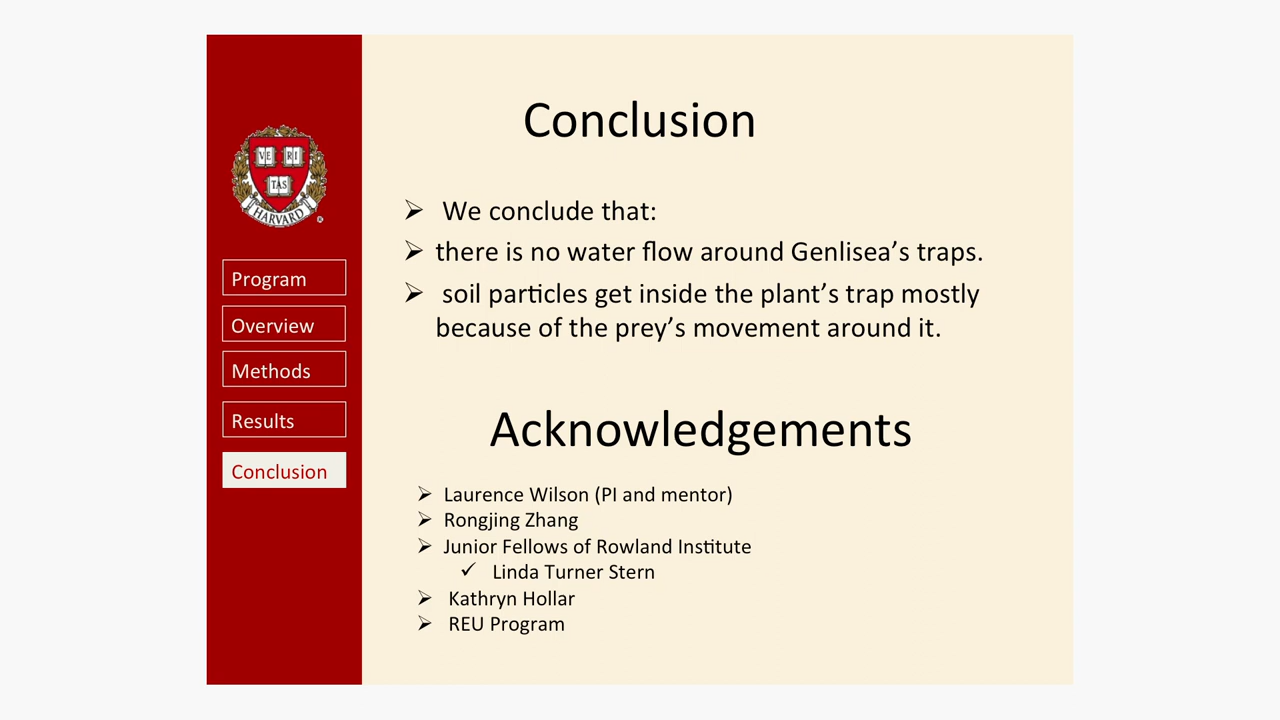 VE RI
TAS
HARVARD
Program
Overview
Methods
Results
Conclusion
Conclusion
➢ We conclude that:
➢ there is no water flow around Genlisea’s traps.
➢ soil particles get inside the plant’s trap mostly
because of the prey’s movement around it.
Acknowledgements
➢ Laurence Wilson (PI and mentor)
➢ Rongjing Zhang
➢ Junior Fellows of Rowland Institute
✓ Linda Turner Stern
➢ Kathryn Hollar
➢ REU Program